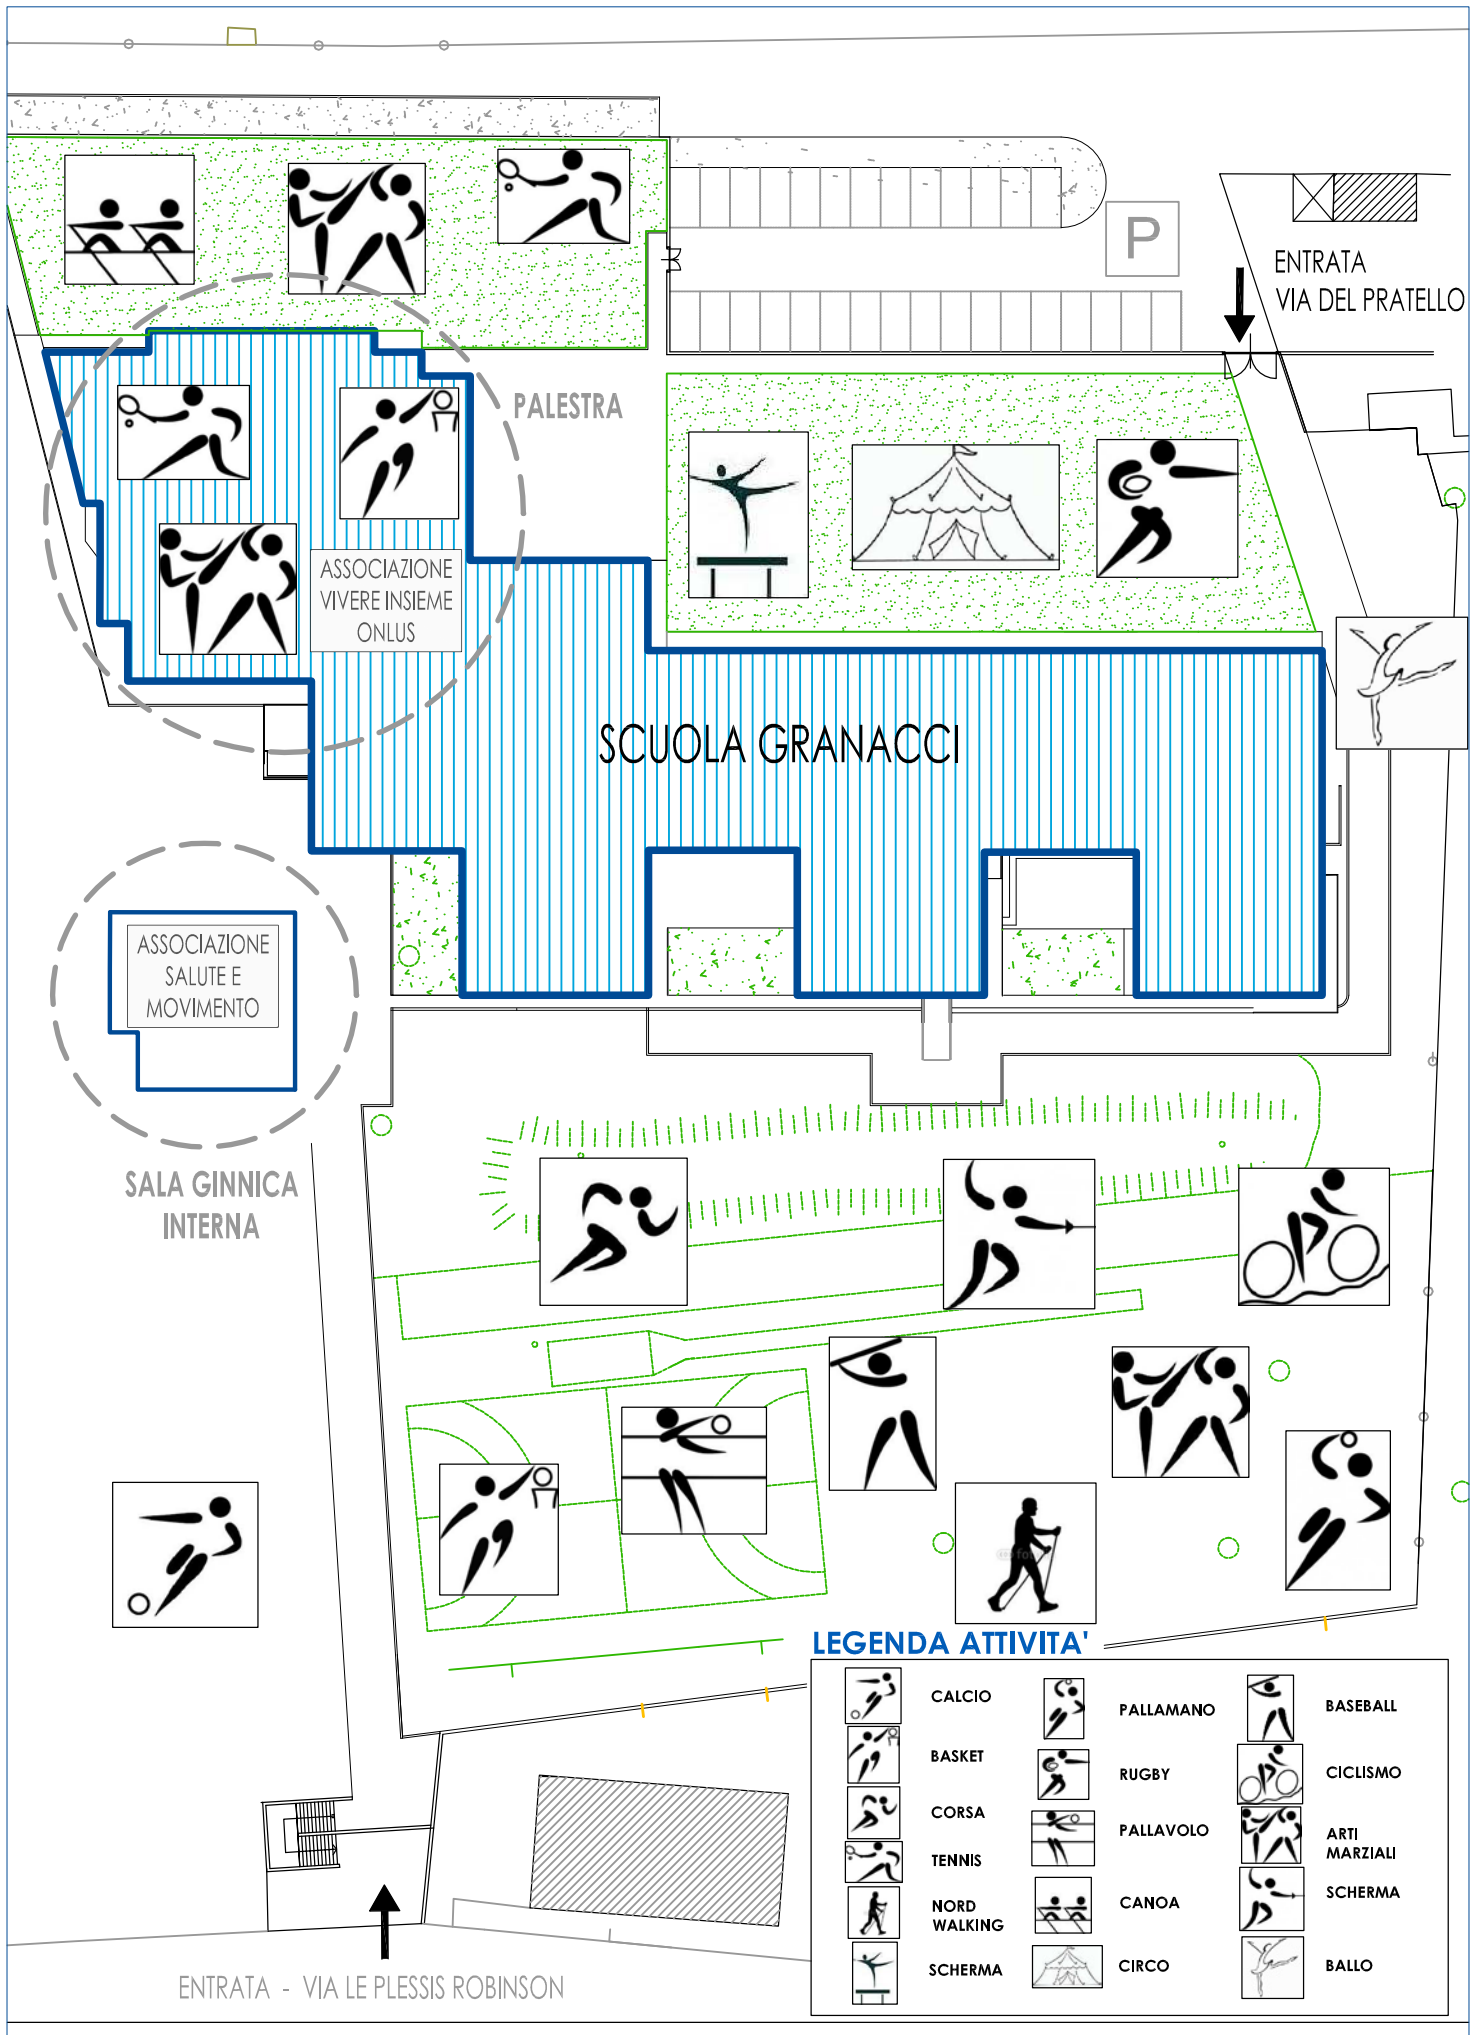 P
ENTRATA
VIA DEL PRATELLO
PALESTRA
ASSOCIAZIONE
VIVERE INSIEME
ONLUS
SCUOLA GRANACCI
ASSOCIAZIONE
SALUTE E
MOVIMENTO
SALA GINNICA
INTERNA
LEGENDA ATTIVITA'
CALCIO
BASKET
CORSA
TENNIS
NORD
WALKING
SCHERMA
PALLAMANO
RUGBY
PALLAVOLO
CANOA
CIRCO
BASEBALL
CICLISMO
ARTI
MARZIALI
SCHERMA
BALLO
ENTRATA - VIA LE PLESSIS ROBINSON